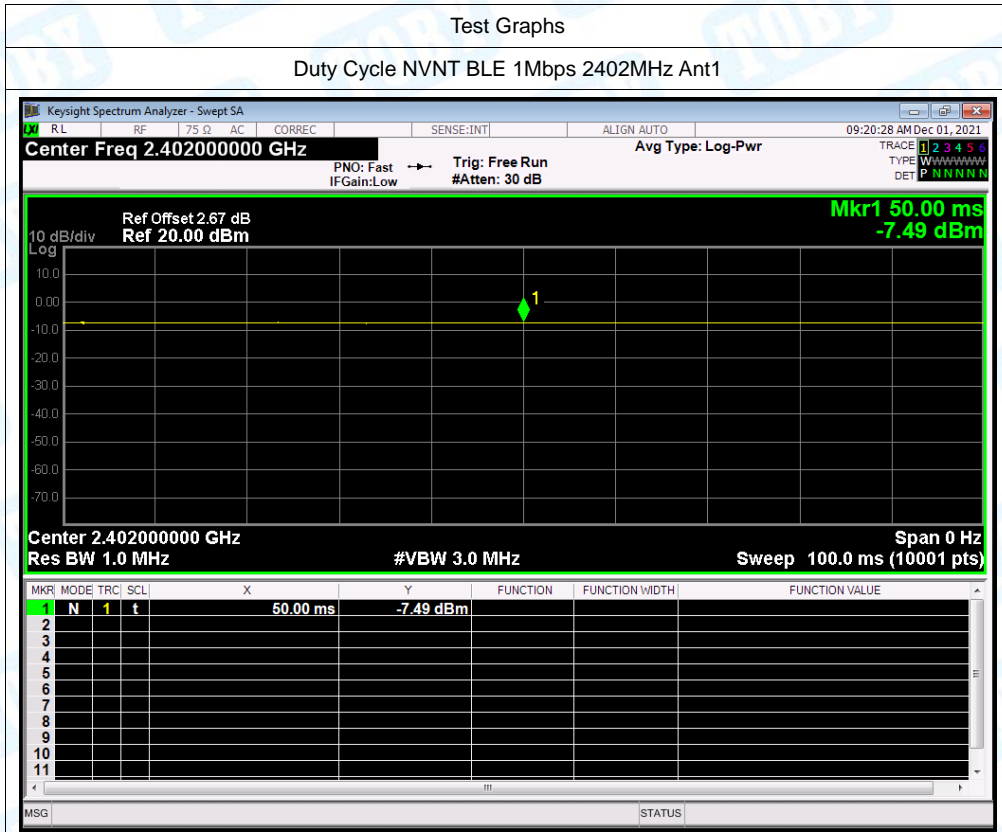 Test Graphs
Duty Cycle NVNT BLE 1Mbps 2402MHz Ant1
Keysight Spectrum Analyzer - Swept SA
LXI RL RF 75 Ω AC CORREC SENSE:INT ALIGN AUTO 09:20:28 AM Dec 01, 2021
Center Freq 2.402000000 GHz Avg Type: Log-Pwr TRACE 1 2 3 4 5 6
PNO: Fast Trig: Free Run TYPE WWWWWW
IFGain:Low #Atten: 30 dB DET P N N N N N
Mkr1 50.00 ms
Ref Offset 2.67 dB
10 dB/div Ref 20.00 dBm -7.49 dBm
Log
10.0
0.00
1
-10.0
-20.0
-30.0
-40.0
-50.0
-60.0
-70.0
Center 2.402000000 GHz Span 0 Hz
Res BW 1.0 MHz #VBW 3.0 MHz Sweep 100.0 ms (10001 pts)
MKR MODE TRC SCL X Y FUNCTION FUNCTION WIDTH FUNCTION VALUE
1 N 1 t 50.00 ms -7.49 dBm
2
3
4
5
6
7
8
9
10
11
MSG STATUS